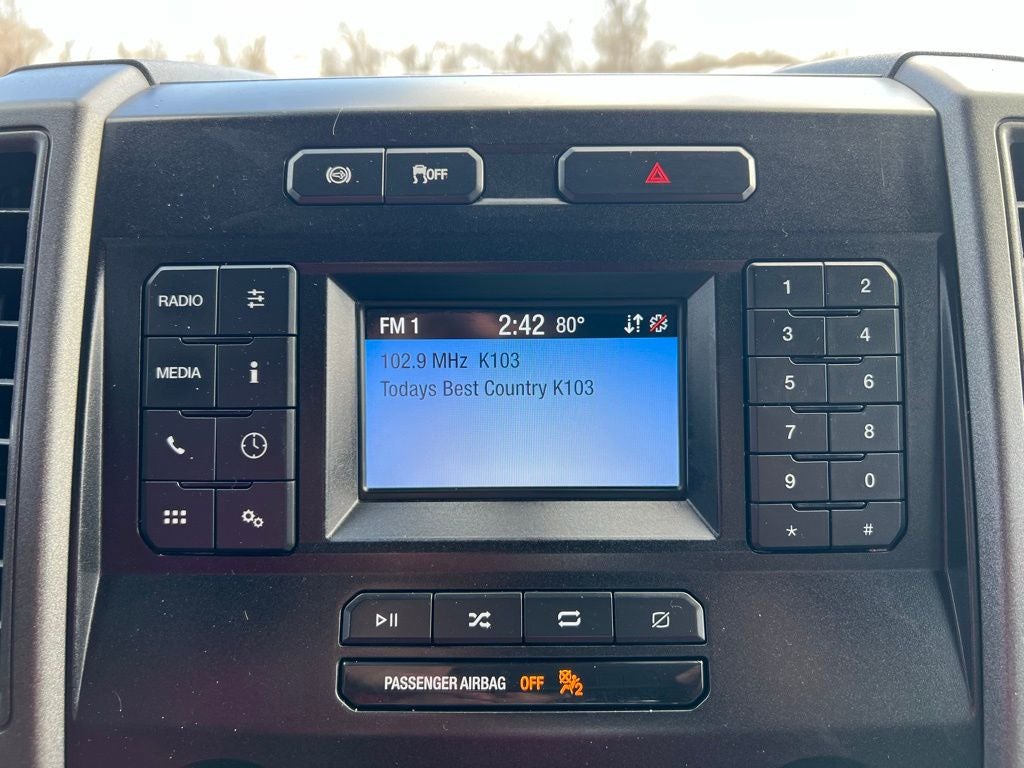 OFF
RADIO
MEDIA
FM 1 2:42 80°
102.9 MHz K103
Todays Best Country K103
1 2
3 4
5 6
7 8
9 0
* #
PASSENGER AIRBAG OFF 2